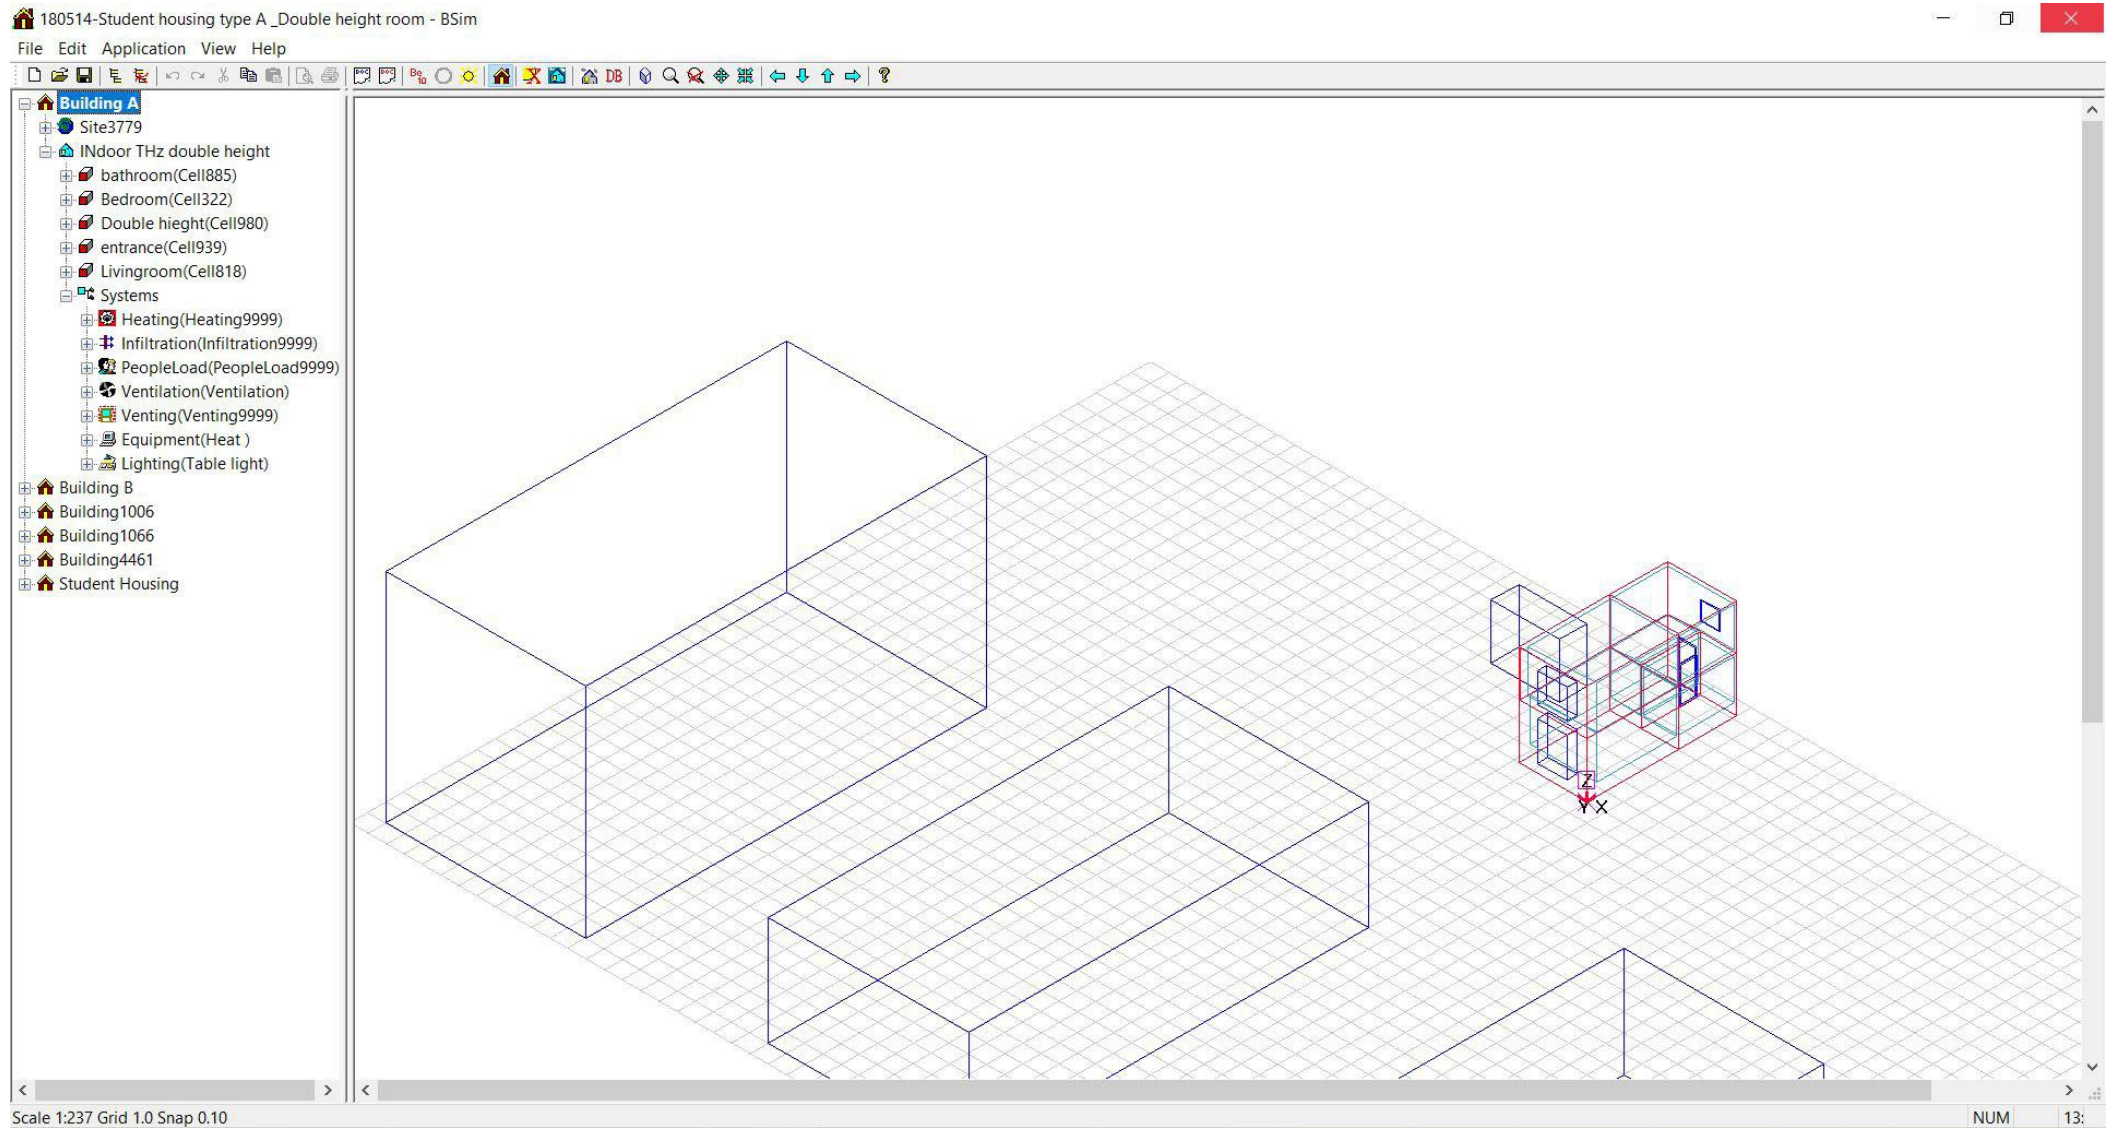 180514-Student housing type A _Double height room - BSim
File Edit Application View Help
Be 10 X DB ?
Building A
Site3779
INdoor THz double height
bathroom(Cell885)
Bedroom(Cell322)
Double hieght(Cell980)
entrance(Cell939)
Livingroom(Cell818)
Systems
Heating(Heating9999)
Infiltration(Infiltration9999)
PeopleLoad(PeopleLoad9999)
Ventilation(Ventilation)
Venting(Venting9999)
Equipment(Heat )
Lighting(Table light)
Building B
Building1006
Building1066
Building4461
Student Housing
Z
Y X
Scale 1:237 Grid 1.0 Snap 0.10 NUM 13: